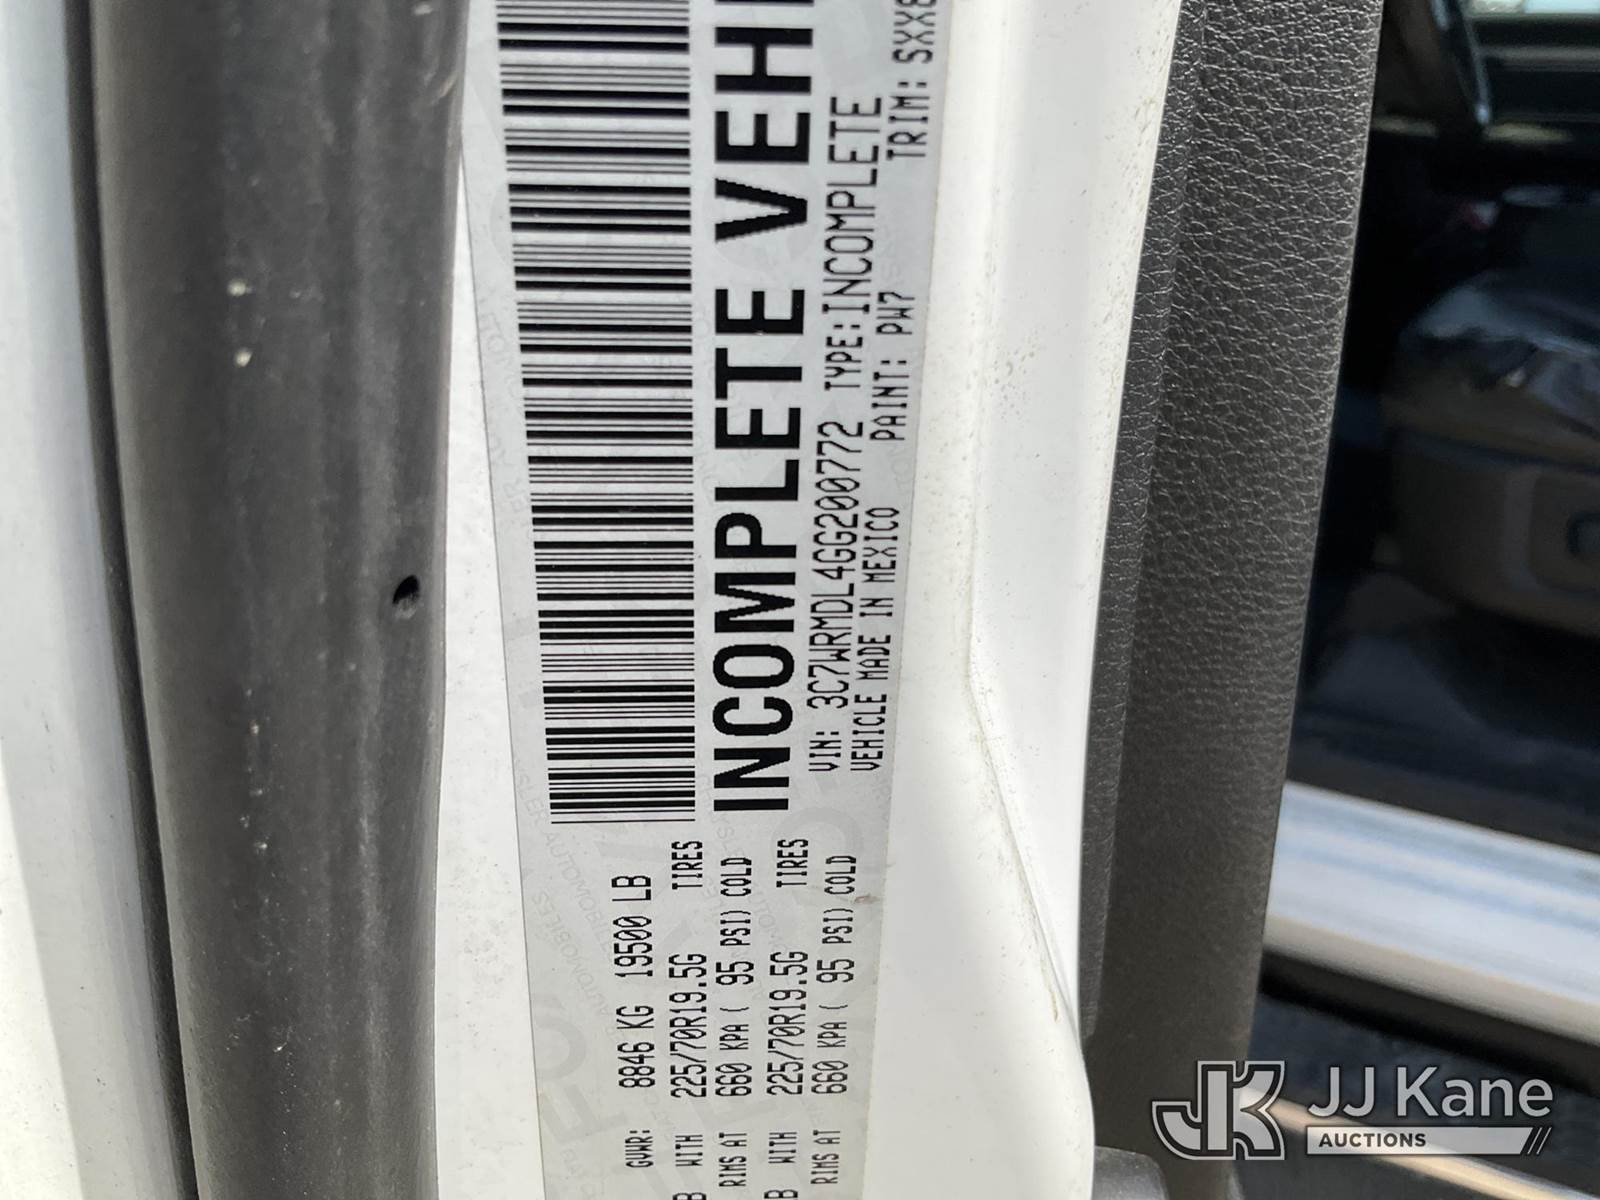 GVWR: 8846 KG 19500 LB
B WITH 225/70R19.5G TIRES
RIMS AT 660 KPA ( 95 PSI) COLD
B WITH 225/70R19.5G TIRES
RIMS AT 660 KPA ( 95 PSI) COLD
INCOMPLETE VEHI
VIN: 3C7WRMDL4GG200772 TYPE:INCOMPLETE
VEHICLE MADE IN MEXICO PAINT: PW7 TRIM: SXX8
JJ Kane
AUCTIONS